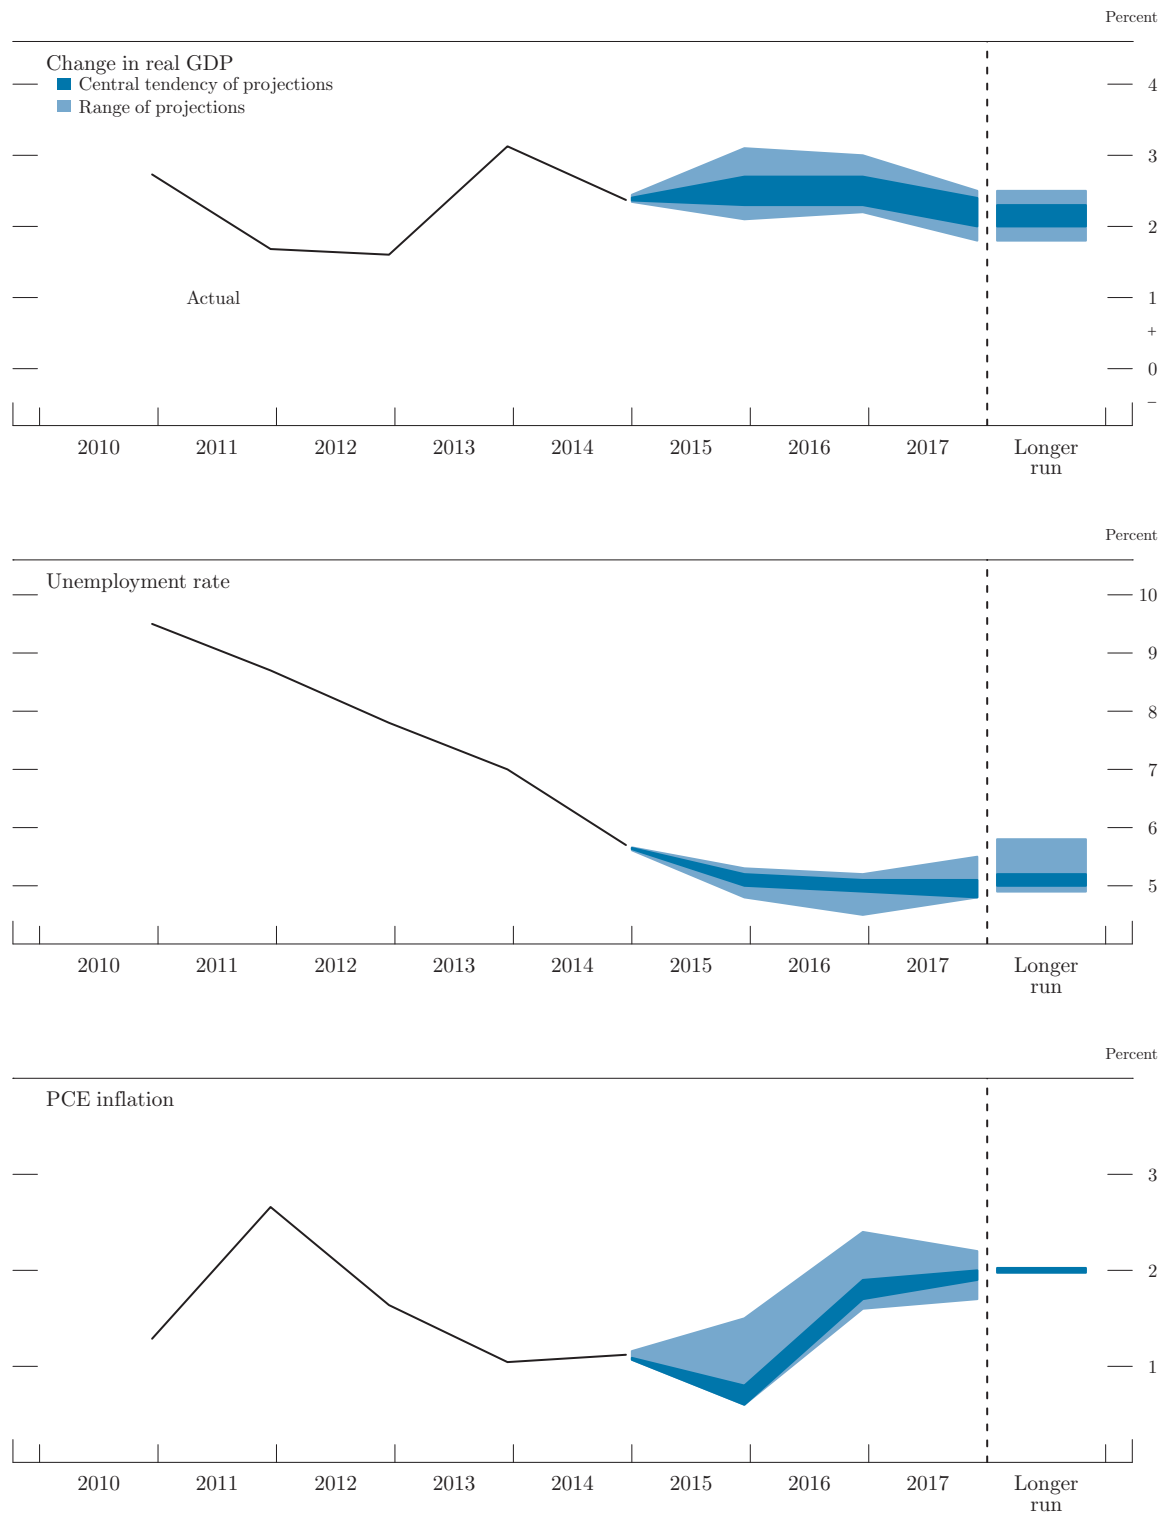 Percent
Change in real GDP
Central tendency of projections
Range of projections
4
3
2
Actual
1
+
0
−
2010 2011 2012 2013 2014 2015 2016 2017 Longer
run
Percent
Unemployment rate
10
9
8
7
6
5
2010 2011 2012 2013 2014 2015 2016 2017 Longer
run
Percent
PCE inflation
3
2
1
2010 2011 2012 2013 2014 2015 2016 2017 Longer
run